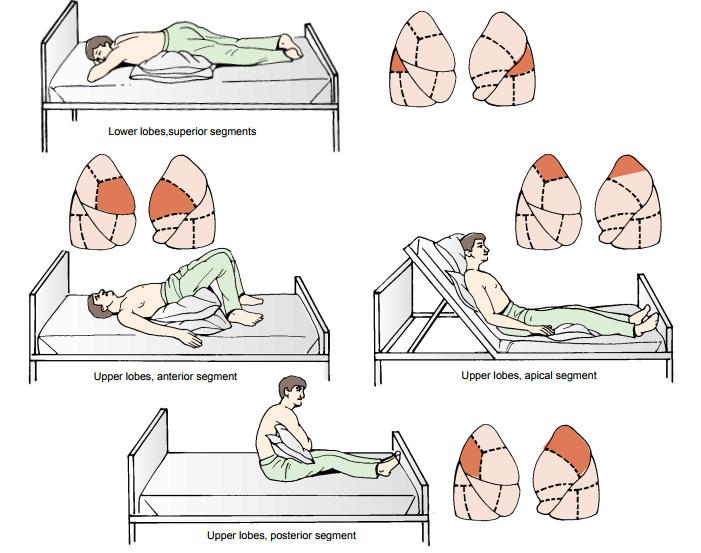 Lower lobes,superior segments
Upper lobes, anterior segment
Upper lobes, apical segment
Upper lobes, posterior segment